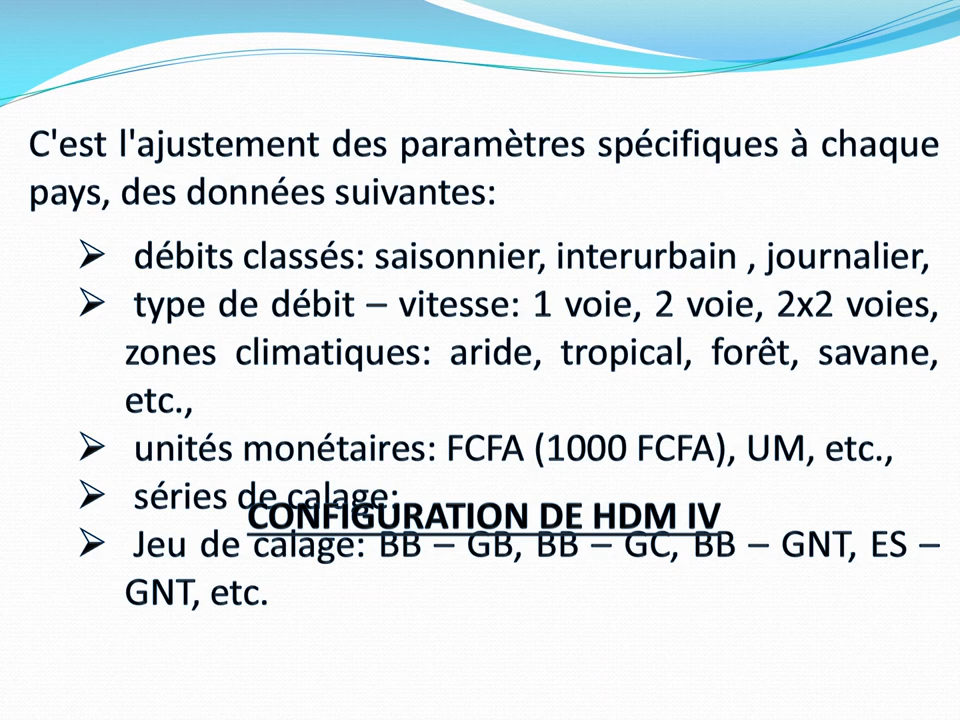 C'est l'ajustement des paramètres spécifiques à chaque
pays, des données suivantes:
➢ débits classés: saisonnier, interurbain , journalier,
➢ type de débit – vitesse: 1 voie, 2 voie, 2x2 voies,
zones climatiques: aride, tropical, forêt, savane,
etc.,
➢ unités monétaires: FCFA (1000 FCFA), UM, etc.,
➢ séries de calage:
CONFIGURATION DE HDM IV
➢ Jeu de calage: BB – GB, BB – GC, BB – GNT, ES –
GNT, etc.